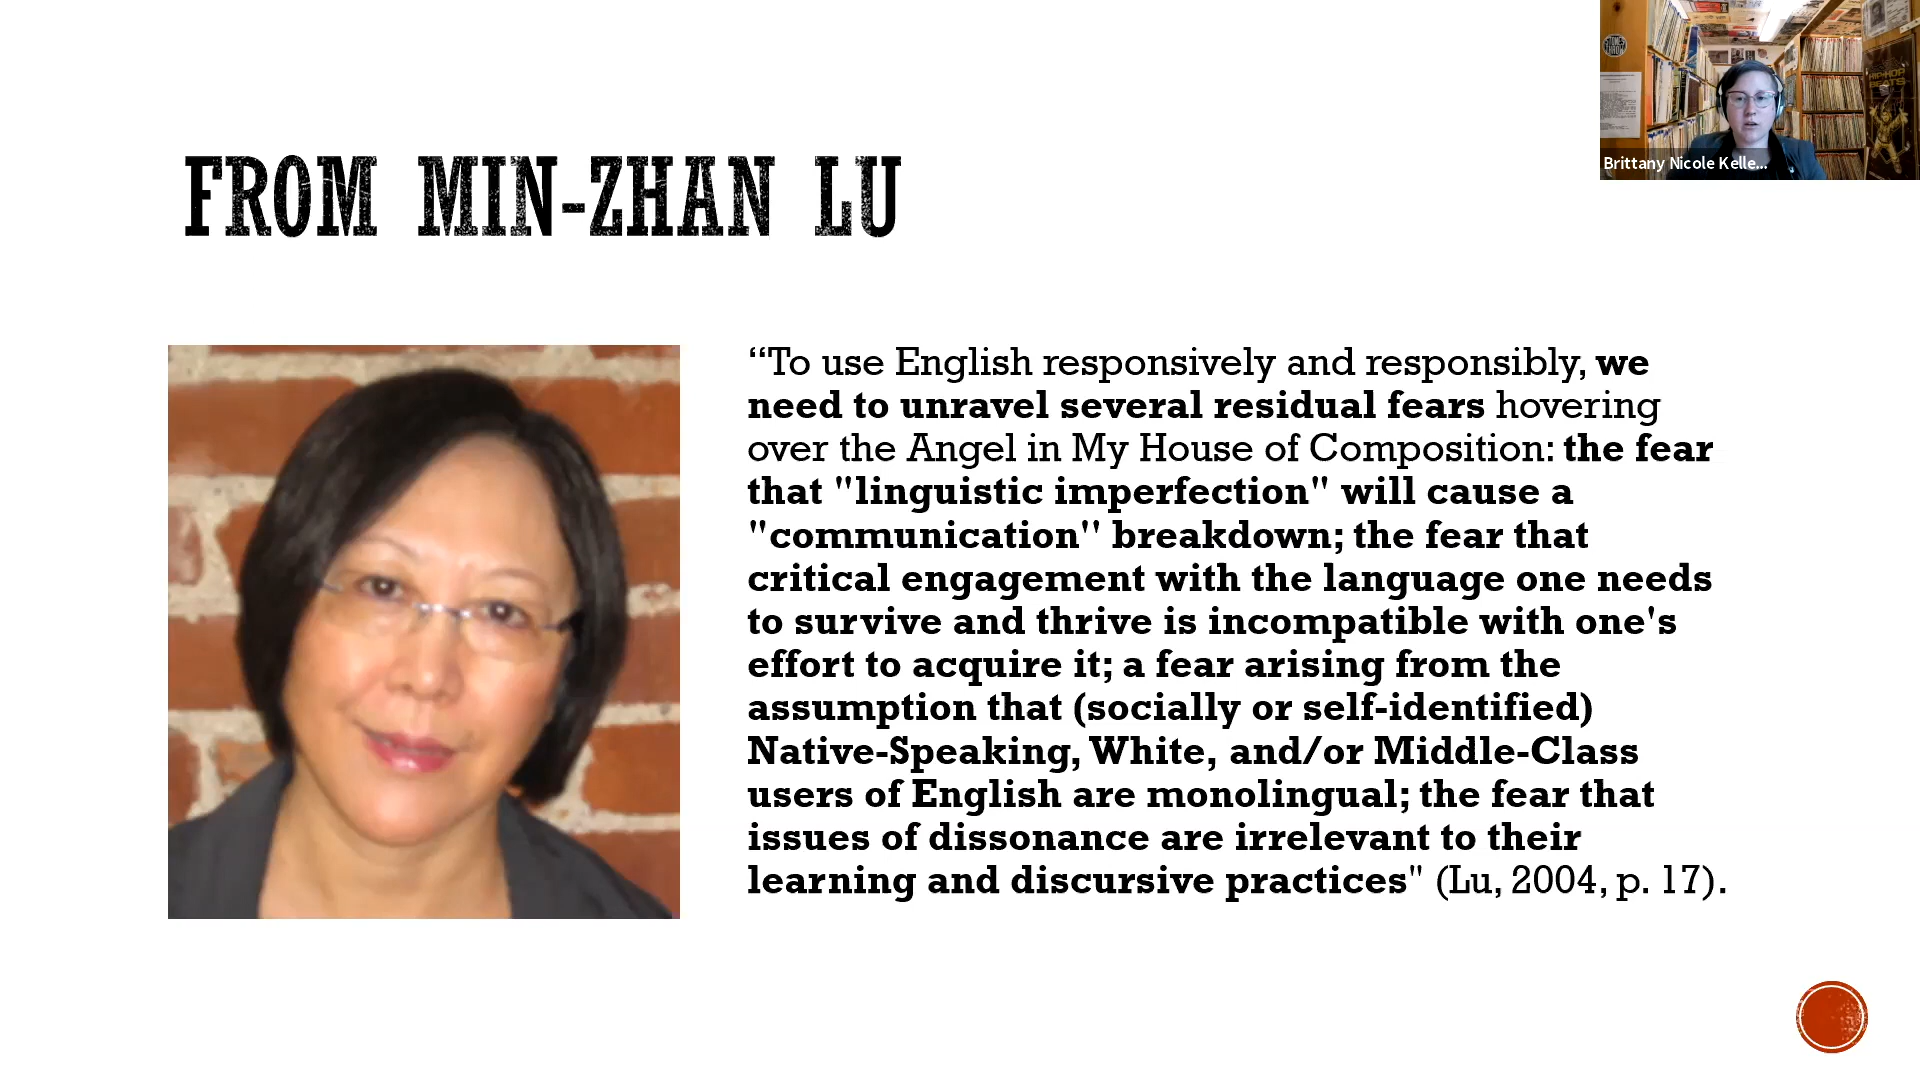 FROM MIN-ZHAN LU
Brittany Nicole Kelle...
HIP-HOP
BEATS
“To use English responsively and responsibly, we
need to unravel several residual fears hovering
over the Angel in My House of Composition: the fear
that "linguistic imperfection" will cause a
"communication'' breakdown; the fear that
critical engagement with the language one needs
to survive and thrive is incompatible with one's
effort to acquire it; a fear arising from the
assumption that (socially or self-identified)
Native-Speaking, White, and/or Middle-Class
users of English are monolingual; the fear that
issues of dissonance are irrelevant to their
learning and discursive practices" (Lu, 2004, p. 17).